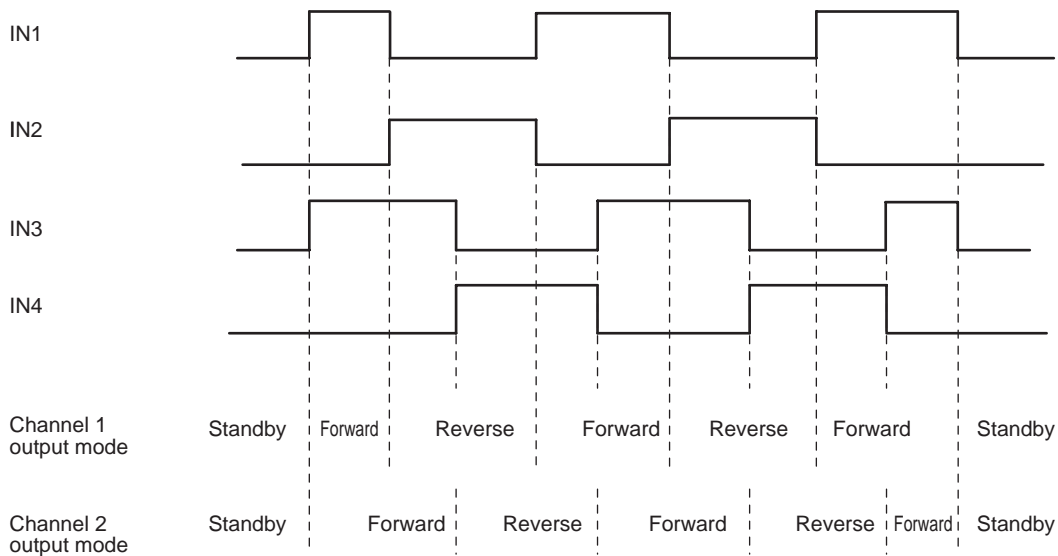 IN1
IN2
IN3
IN4
Channel 1
output mode
Standby Forward Reverse Forward Reverse Forward Standby
Channel 2
output mode
Standby Forward Reverse Forward Reverse Forward Standby